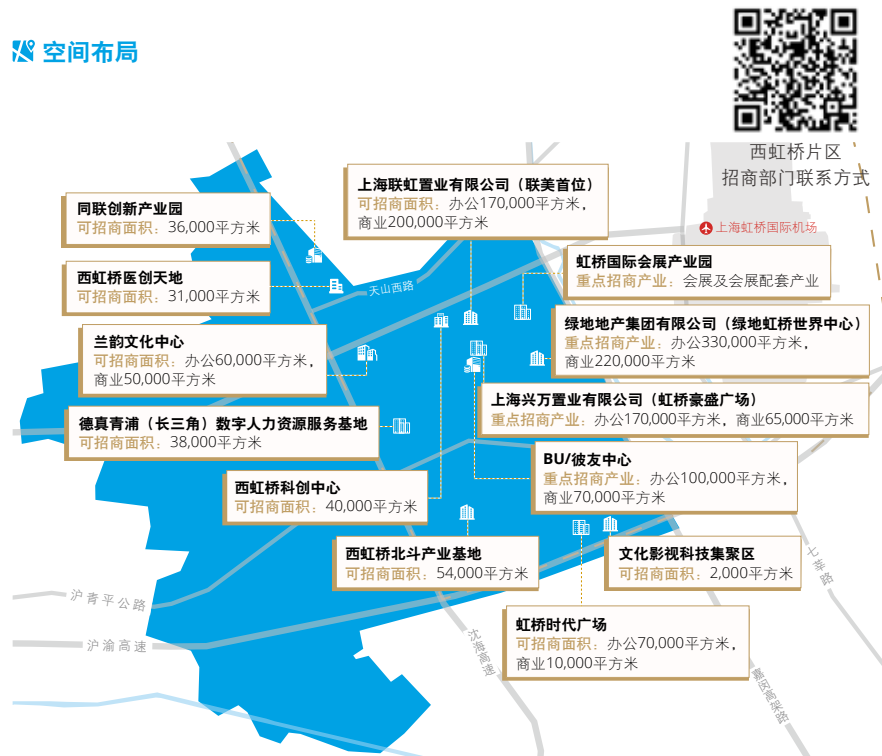 空间布局
西虹桥片区
招商部门联系方式
上海联虹置业有限公司（联美首位）
可招商面积：办公170,000平方米，
商业200,000平方米
同联创新产业园
可招商面积：36,000平方米
上海虹桥国际机场
虹桥国际会展产业园
重点招商产业：会展及会展配套产业
西虹桥医创天地
可招商面积：31,000平方米
天山西路
绿地地产集团有限公司（绿地虹桥世界中心）
重点招商产业：办公330,000平方米，
商业220,000平方米
兰韵文化中心
可招商面积：办公60,000平方米，
商业50,000平方米
上海兴万置业有限公司（虹桥豪盛广场）
重点招商产业：办公170,000平方米，商业65,000平方米
德真青浦（长三角）数字人力资源服务基地
可招商面积：38,000平方米
BU/彼友中心
重点招商产业：办公100,000平方米，
商业70,000平方米
西虹桥科创中心
可招商面积：40,000平方米
西虹桥北斗产业基地
可招商面积：54,000平方米
文化影视科技集聚区
可招商面积：2,000平方米
七莘路
沪青平公路
虹桥时代广场
可招商面积：办公70,000平方米，
商业10,000平方米
沪渝高速
沈海高速
嘉闵高架路